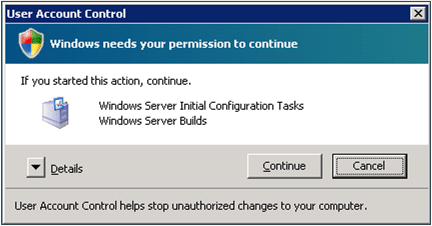 User Account Control
Windows needs your permission to continue
If you started this action, continue.
Windows Server Initial Configuration Tasks
Windows Server Builds
Details
Continue
Cancel
User Account Control helps stop unauthorized changes to your computer.